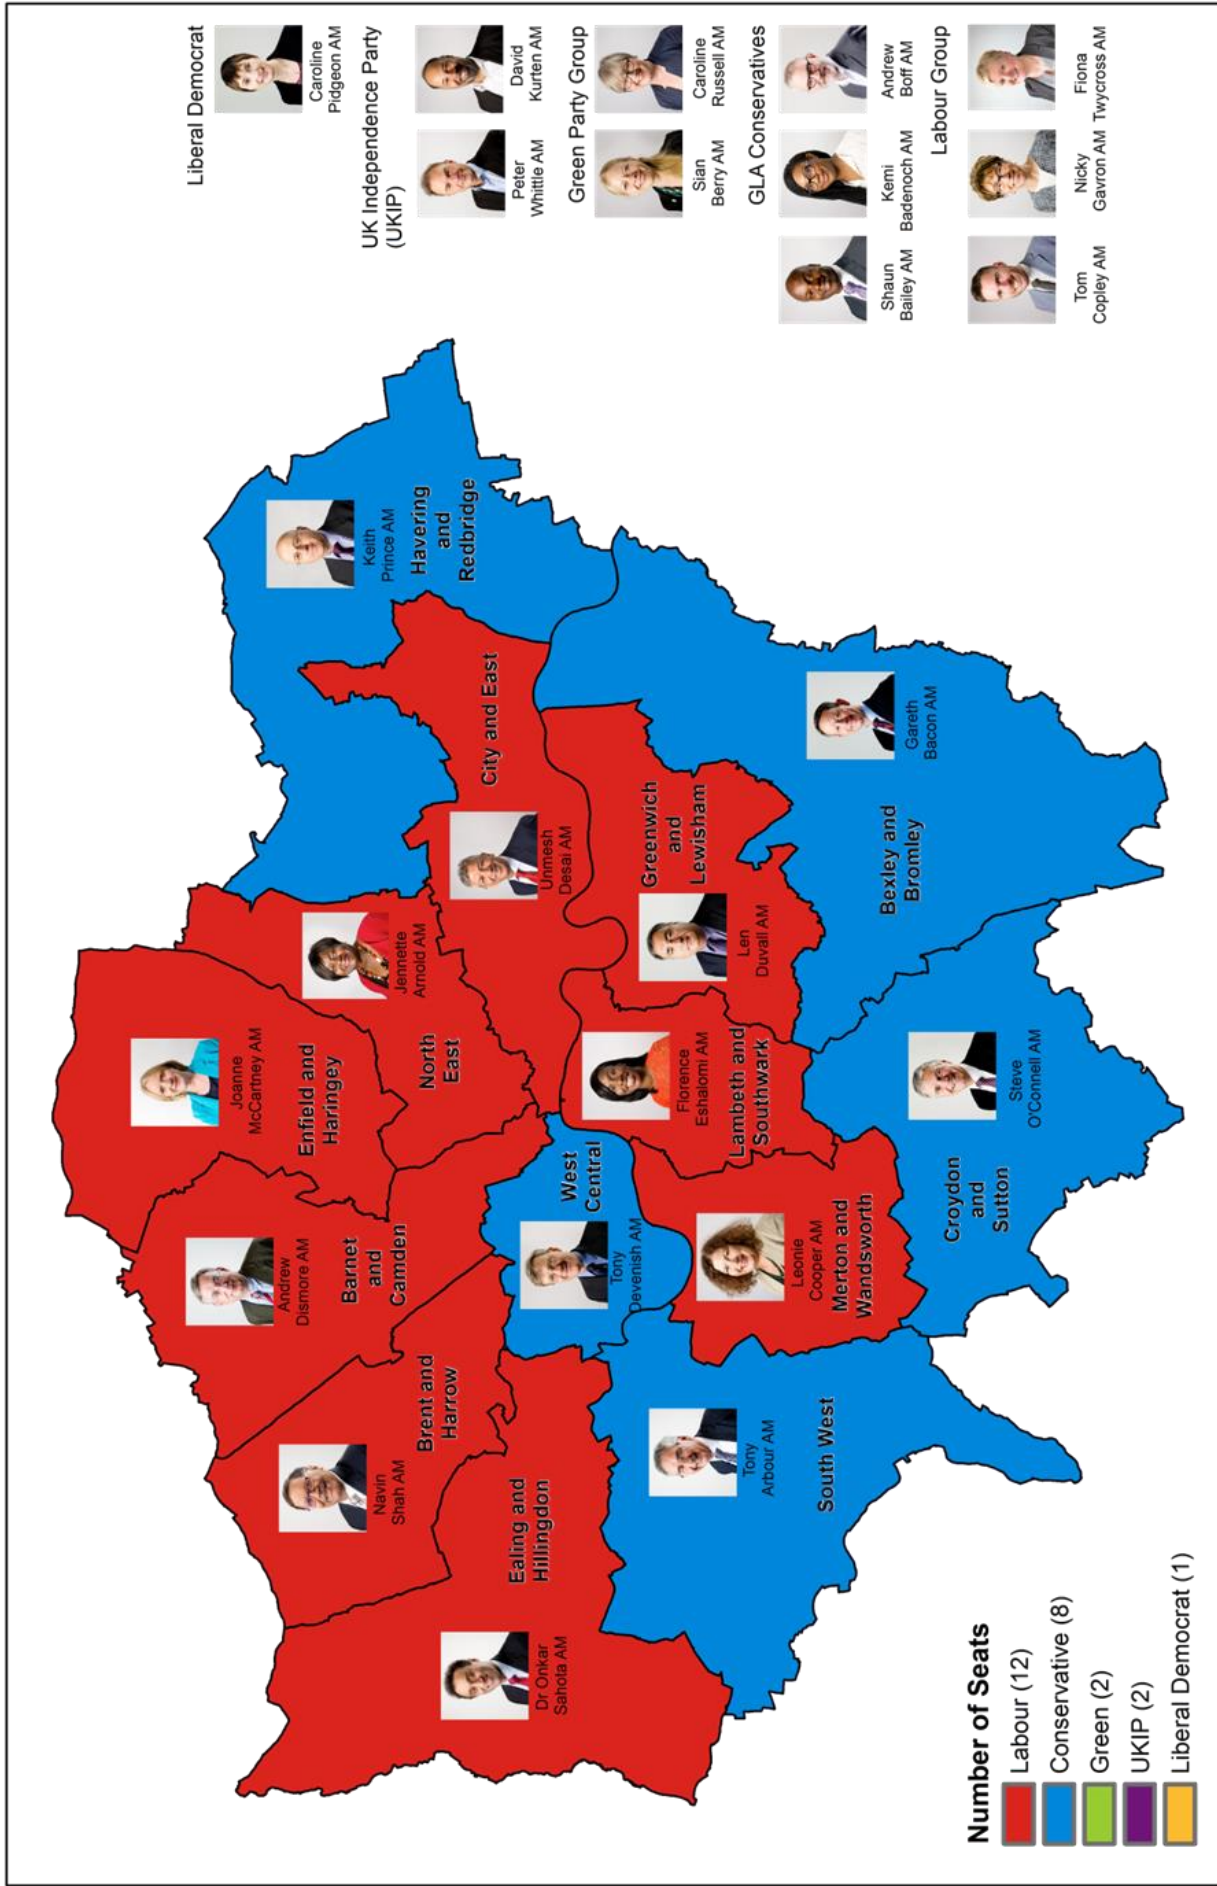 Liberal Democrat
Caroline
Pidgeon AM
UK Independence Party
(UKIP)
Peter
Whittle AM
David
Kurten AM
Green Party Group
Sian
Berry AM
Caroline
Russell AM
GLA Conservatives
Shaun
Bailey AM
Kemi
Badenoch AM
Andrew
Boff AM
Labour Group
Tom
Copley AM
Nicky
Gavron AM
Fiona
Twycross AM
Joanne
McCartney AM
Enfield and
Haringey
Andrew
Dismore AM
Barnet
and
Camden
Navin
Shah AM
Brent and
Harrow
Jennette
Arnold AM
North
East
Keith
Prince AM
Havering
and
Redbridge
Dr Onkar
Sahota AM
Ealing and
Hillingdon
Tony
Devenish AM
West
Central
Unmesh
Desai AM
City and East
Tony
Arbour AM
South West
Leonie
Cooper AM
Merton and
Wandsworth
Florence
Eshalomi AM
Lambeth and
Southwark
Len
Duvall AM
Greenwich
and
Lewisham
Gareth
Bacon AM
Bexley and
Bromley
Steve
O'Connell AM
Croydon
and
Sutton
Number of Seats
Labour (12)
Conservative (8)
Green (2)
UKIP (2)
Liberal Democrat (1)